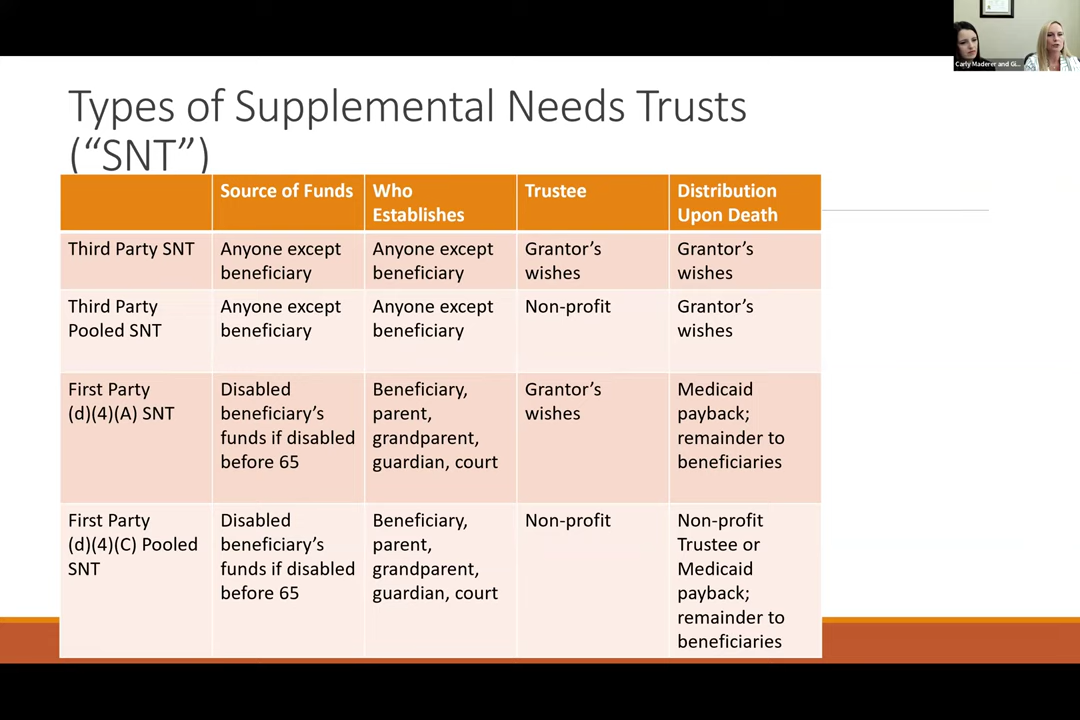 Carly Maderer and Gi...
Types of Supplemental Needs Trusts
(“SNT”)
Source of Funds
Who
Establishes
Trustee
Distribution
Upon Death
Third Party SNT
Anyone except
beneficiary
Anyone except
beneficiary
Grantor’s
wishes
Grantor’s
wishes
Third Party
Pooled SNT
Anyone except
beneficiary
Anyone except
beneficiary
Non-profit
Grantor’s
wishes
First Party
(d)(4)(A) SNT
Disabled
beneficiary’s
funds if disabled
before 65
Beneficiary,
parent,
grandparent,
guardian, court
Grantor’s
wishes
Medicaid
payback;
remainder to
beneficiaries
First Party
(d)(4)(C) Pooled
SNT
Disabled
beneficiary’s
funds if disabled
before 65
Beneficiary,
parent,
grandparent,
guardian, court
Non-profit
Non-profit
Trustee or
Medicaid
payback;
remainder to
beneficiaries